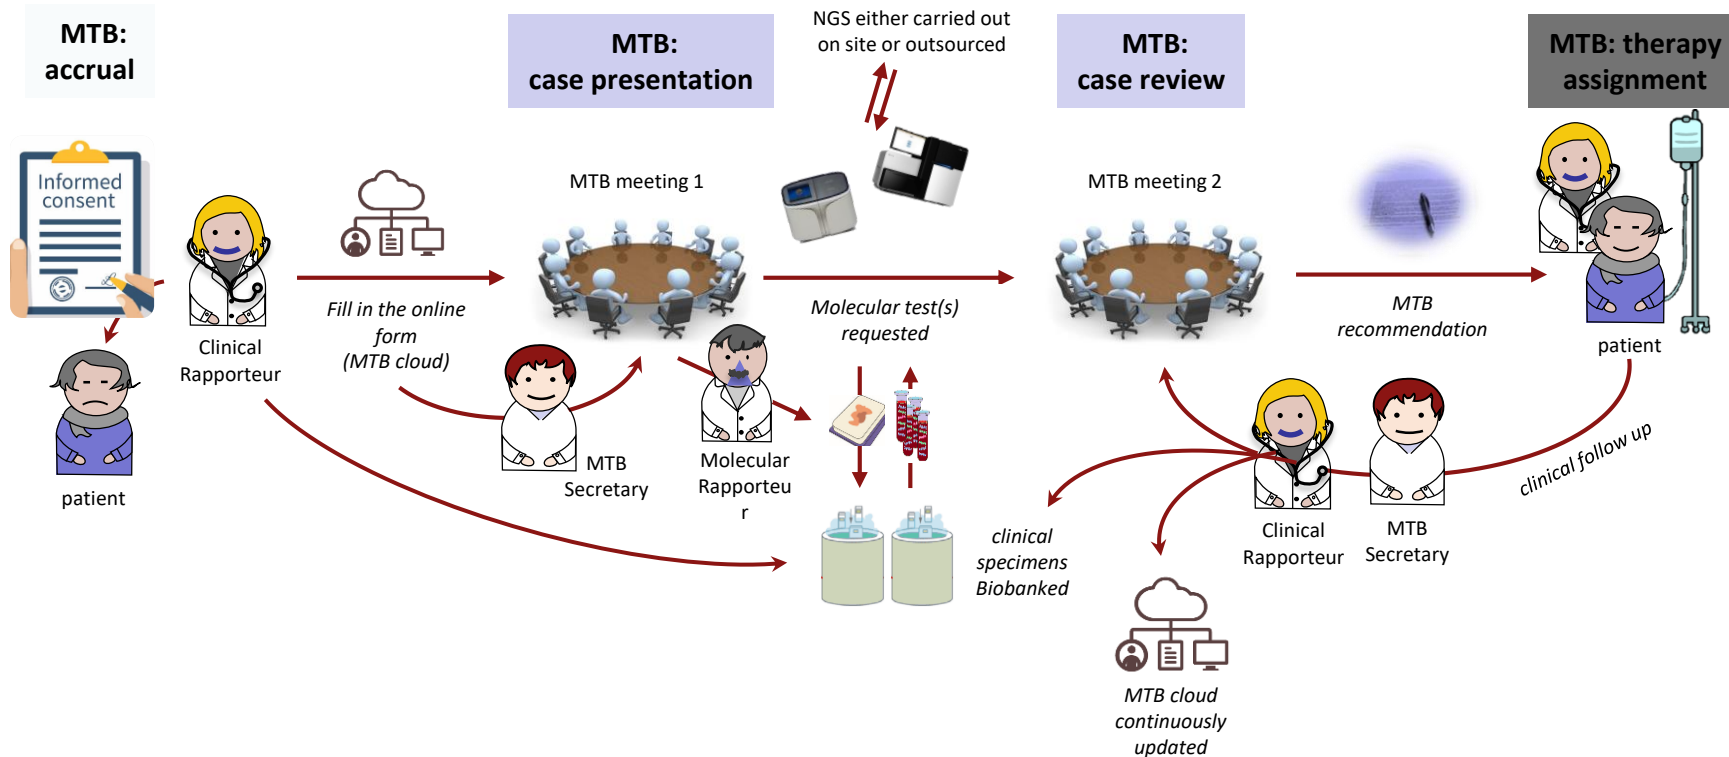 MTB:
accrual
MTB:
case presentation
NGS either carried out
on site or outsourced
MTB:
case review
MTB: therapy
assignment
Informed
consent
MTB meeting 1
MTB meeting 2
Fill in the online
form
(MTB cloud)
Molecular test(s)
requested
MTB
recommendation
Clinical
Rapporteur
patient
patient
MTB
Secretary
Molecular
Rapporteu
r
clinical
specimens
Biobanked
Clinical
Rapporteur
MTB
Secretary
clinical follow up
MTB cloud
continuously
updated